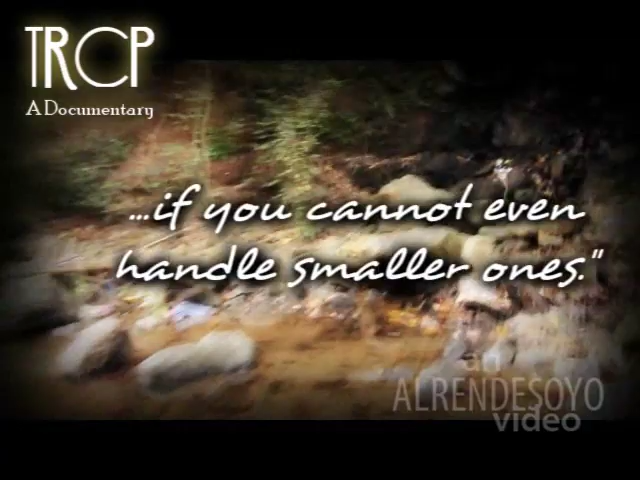 TRCP
A Documentary
...if you cannot even
handle smaller ones."
an
ALRENDESOYO
video